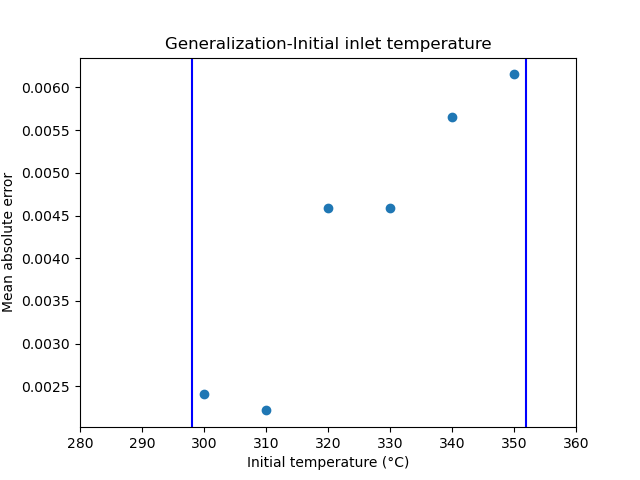 Generalization-Initial inlet temperature
Mean absolute error
0.0060
0.0055
0.0050
0.0045
0.0040
0.0035
0.0030
0.0025
280 290 300 310 320 330 340 350 360
Initial temperature (°C)